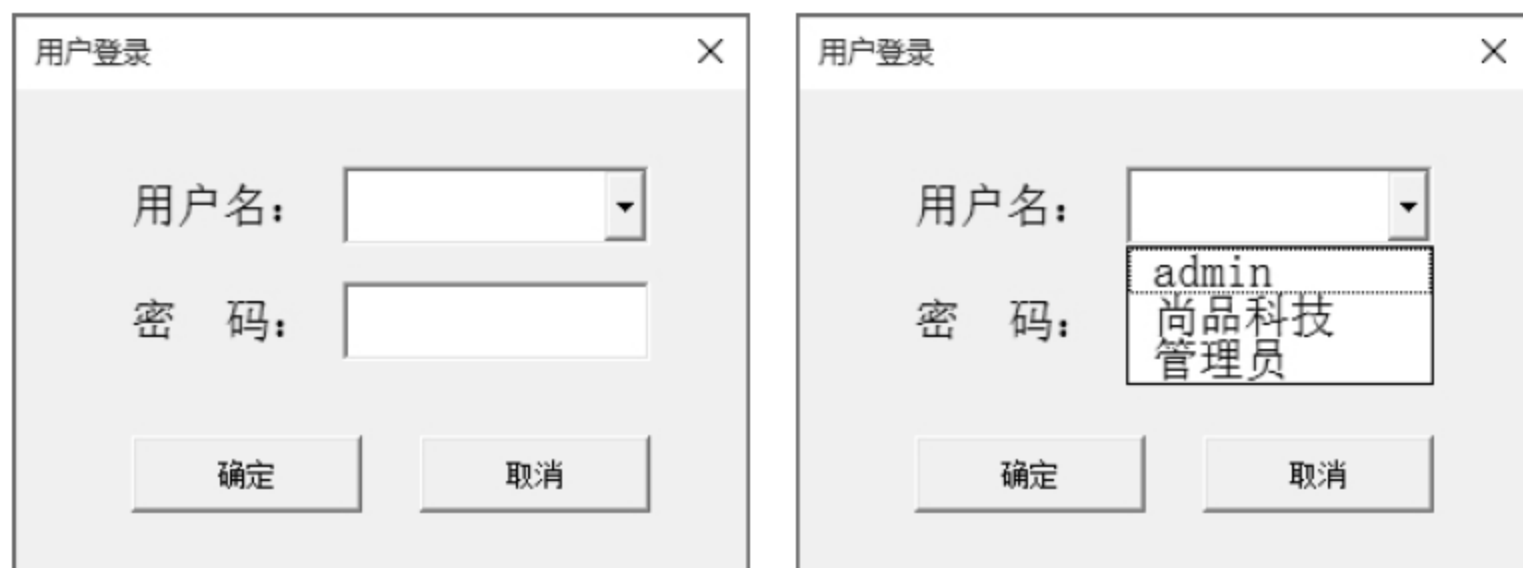 用户登录
用户名：
密 码：
确定 取消
用户登录
用户名：
admin
尚品科技
管理员
密 码：
确定 取消